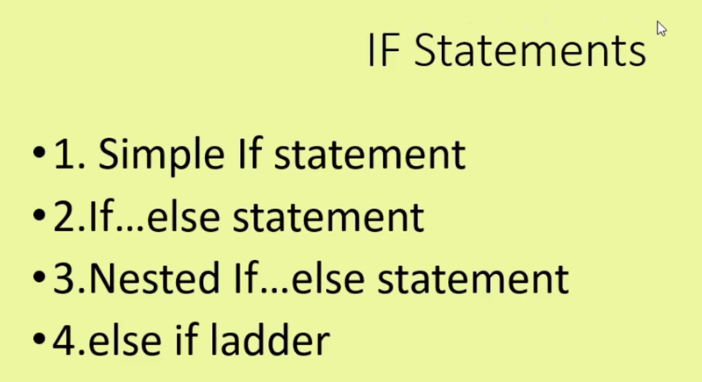 IF Statements
•1. Simple If statement
•2.If...else statement
•3.Nested If...else statement
•4.else if ladder